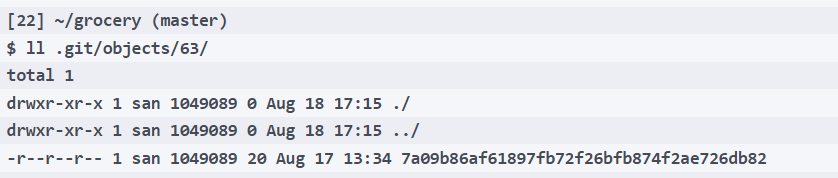 [22] ~/grocery (master)
$ ll .git/objects/63/
total 1
drwxr-xr-x 1 san 1049089 0 Aug 18 17:15 ./
drwxr-xr-x 1 san 1049089 0 Aug 18 17:15 ../
-r--r--r-- 1 san 1049089 20 Aug 17 13:34 7a09b86af61897fb72f26bfb874f2ae726db82